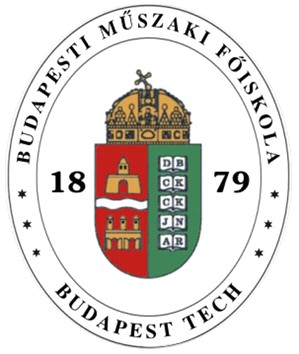 BUDAPESTI MŰSZAKI FŐISKOLA
18 79
D B
C C
C K
J N
A R
BUDAPEST TECH